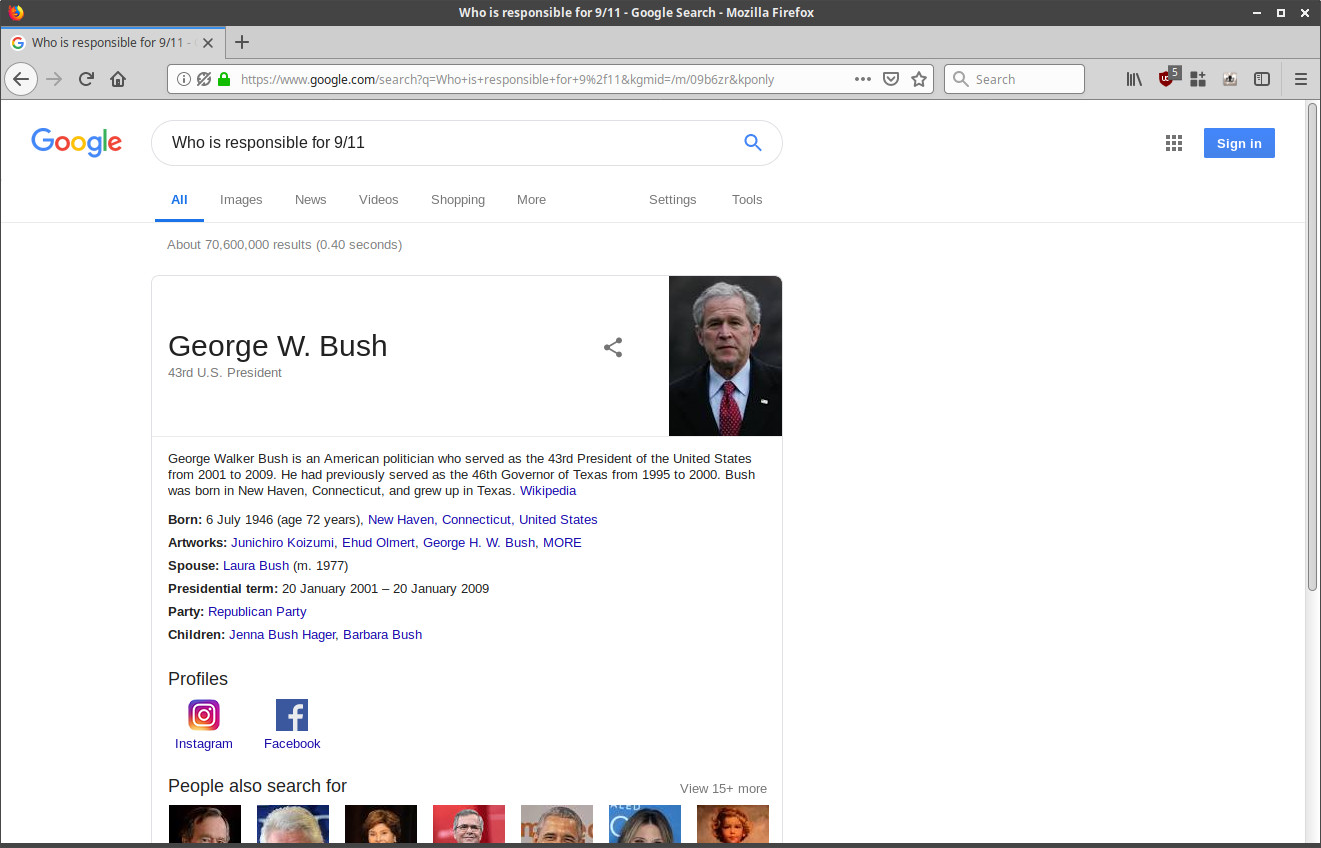 Who is responsible for 9/11 - Google Search - Mozilla Firefox
Who is responsible for 9/11 -
https://www.google.com/search?q=Who+is+responsible+for+9%2f11&kgmid=/m/09b6zr&kponly
Search
5
Google
Who is responsible for 9/11
Sign in
All Images News Videos Shopping More Settings Tools
About 70,600,000 results (0.40 seconds)
George W. Bush
43rd U.S. President
George Walker Bush is an American politician who served as the 43rd President of the United States
from 2001 to 2009. He had previously served as the 46th Governor of Texas from 1995 to 2000. Bush
was born in New Haven, Connecticut, and grew up in Texas. Wikipedia
Born: 6 July 1946 (age 72 years), New Haven, Connecticut, United States
Artworks: Junichiro Koizumi, Ehud Olmert, George H. W. Bush, MORE
Spouse: Laura Bush (m. 1977)
Presidential term: 20 January 2001 – 20 January 2009
Party: Republican Party
Children: Jenna Bush Hager, Barbara Bush
Profiles
Instagram Facebook
People also search for View 15+ more